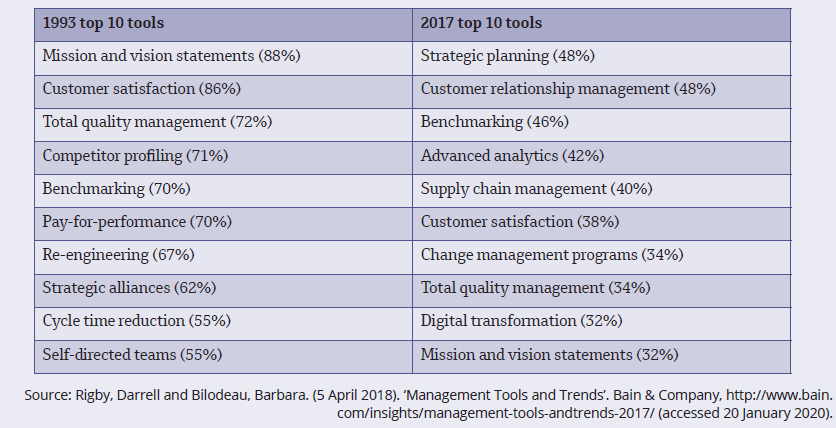 1993 top 10 tools 2017 top 10 tools
Mission and vision statements (88%) Strategic planning (48%)
Customer satisfaction (86%) Customer relationship management (48%)
Total quality management (72%) Benchmarking (46%)
Competitor profiling (71%) Advanced analytics (42%)
Benchmarking (70%) Supply chain management (40%)
Pay-for-performance (70%) Customer satisfaction (38%)
Re-engineering (67%) Change management programs (34%)
Strategic alliances (62%) Total quality management (34%)
Cycle time reduction (55%) Digital transformation (32%)
Self-directed teams (55%) Mission and vision statements (32%)
Source: Rigby, Darrell and Bilodeau, Barbara. (5 April 2018). ‘Management Tools and Trends’. Bain & Company, http://www.bain.
com/insights/management-tools-andtrends-2017/ (accessed 20 January 2020).